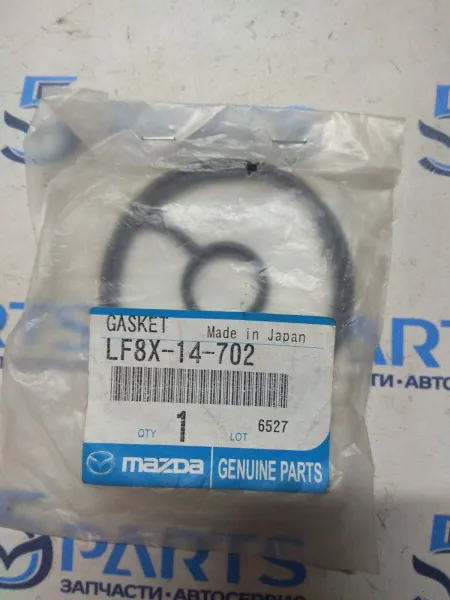 GASKET Made in Japan
LF8X-14-702
QTY 1 LOT 6527
mazda GENUINE PARTS
PARTS
ЗАПЧАСТИ·АВТОСЕРВИС